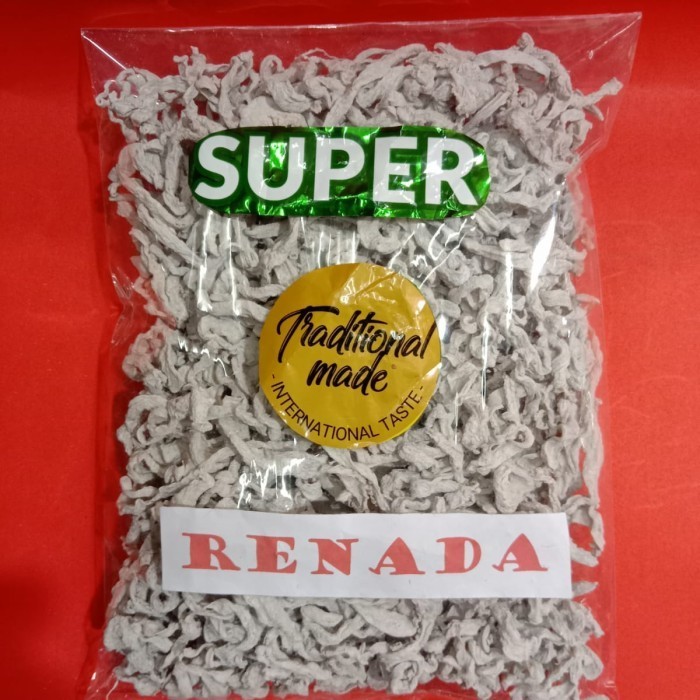 SUPER
Traditional
made
- INTERNATIONAL TASTE -
RENADA